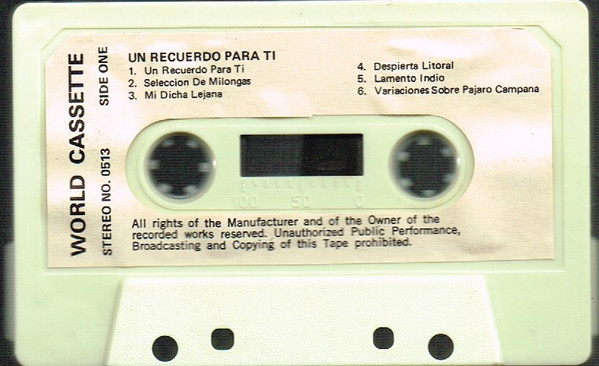 WORLD CASSETTE
STEREO NO. 0513 SIDE ONE
UN RECUERDO PARA TI
1. Un Recuerdo Para Ti
2. Seleccion De Milongas
3. Mi Dicha Lejana
4. Despierta Litoral
5. Lamento Indio
6. Variaciones Sobre Pajaro Campana
100 50 0
All rights of the Manufacturer and of the Owner of the
recorded works reserved. Unauthorized Public Performance,
Broadcasting and Copying of this Tape prohibited.